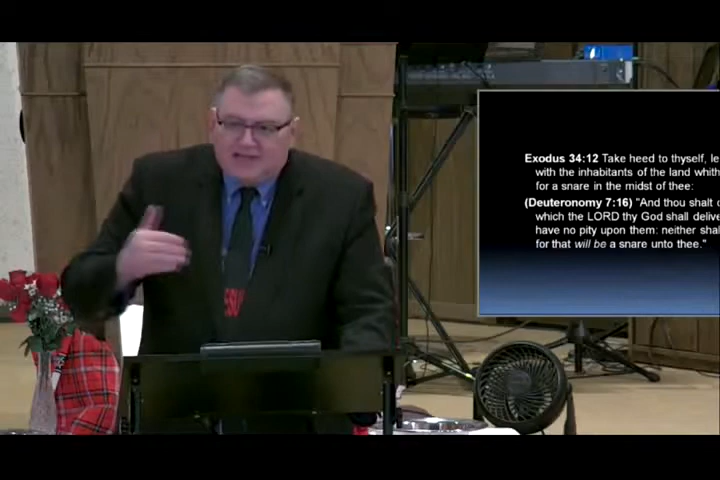 JESUS
Exodus 34:12 Take heed to thyself, le
with the inhabitants of the land whith
for a snare in the midst of thee:
(Deuteronomy 7:16) "And thou shalt
which the LORD thy God shall delive
have no pity upon them: neither shal
for that will be a snare unto thee."